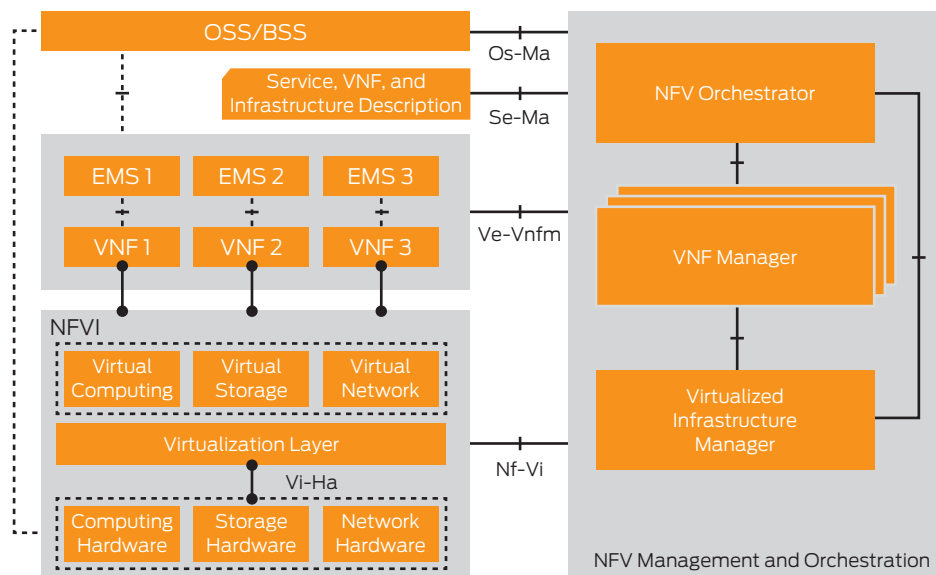 OSS/BSS
Os-Ma
Service, VNF, and
Infrastructure Description
Se-Ma
NFV Orchestrator
EMS 1
EMS 2
EMS 3
VNF 1
VNF 2
VNF 3
Ve-Vnfm
VNF Manager
NFVI
Virtual
Computing
Virtual
Storage
Virtual
Network
Virtualization Layer
Vi-Ha
Nf-Vi
Virtualized
Infrastructure
Manager
Computing
Hardware
Storage
Hardware
Network
Hardware
NFV Management and Orchestration